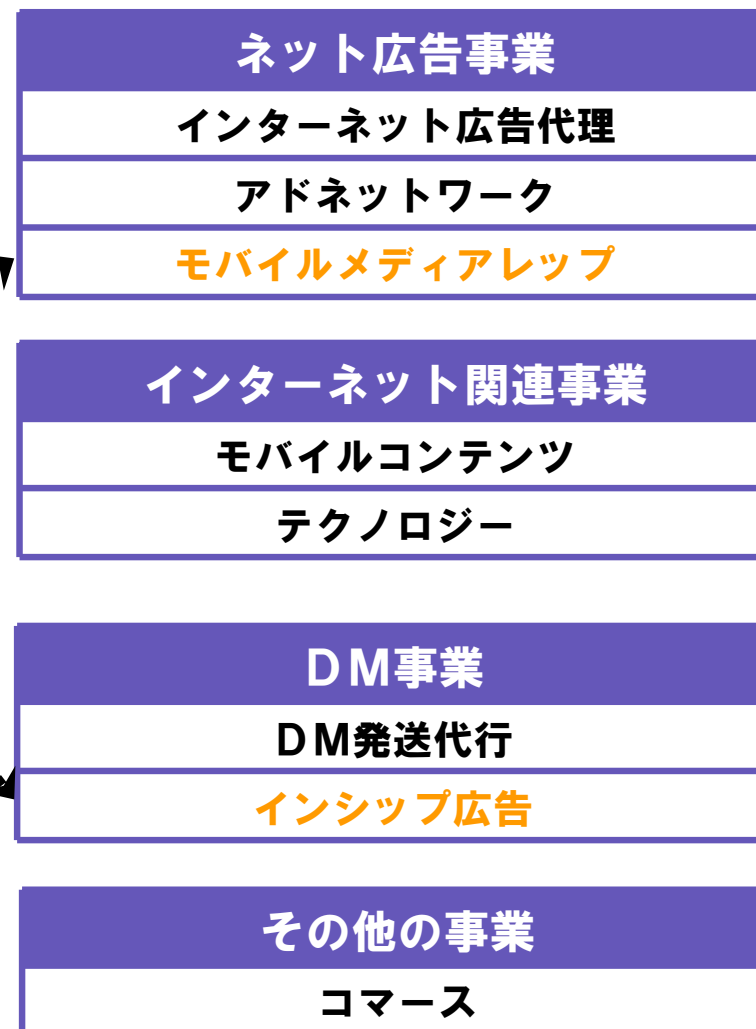 ネット広告事業
インターネット広告代理
アドネットワーク
モバイルメディアレップ
インターネット関連事業
モバイルコンテンツ
テクノロジー
ＤＭ事業
ＤＭ発送代行
インシップ広告
その他の事業
コマース